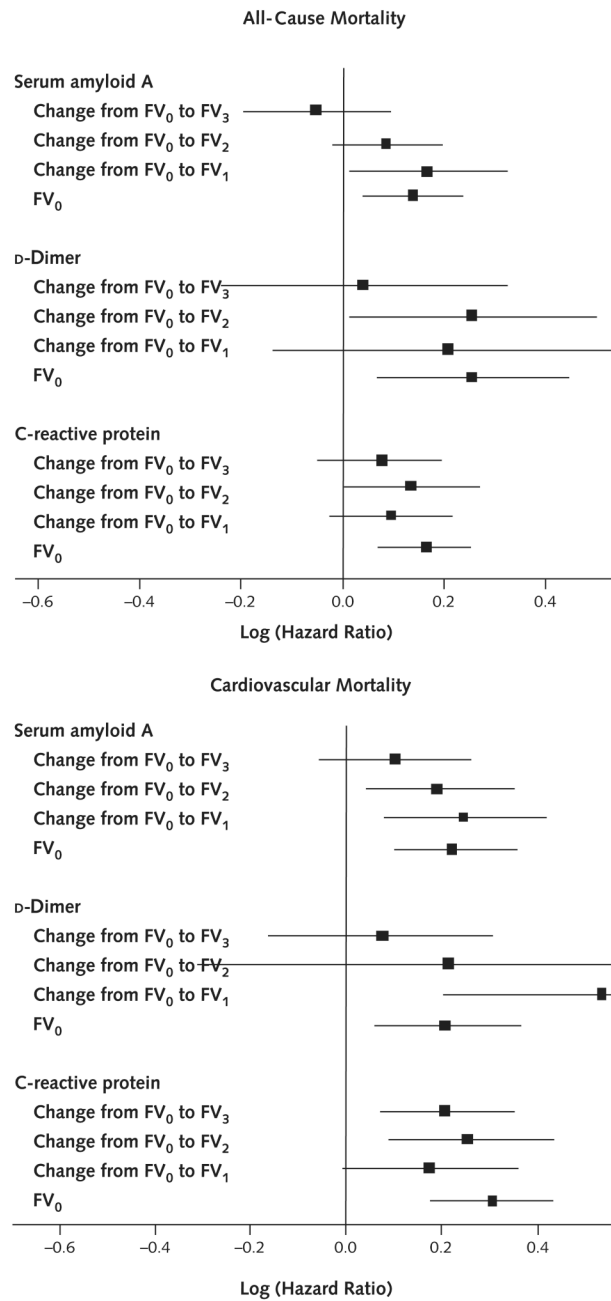 All-Cause Mortality
Serum amyloid A
Change from FV₀ to FV₃
Change from FV₀ to FV₂
Change from FV₀ to FV₁
FV₀
D-Dimer
Change from FV₀ to FV₃
Change from FV₀ to FV₂
Change from FV₀ to FV₁
FV₀
C-reactive protein
Change from FV₀ to FV₃
Change from FV₀ to FV₂
Change from FV₀ to FV₁
FV₀
–0.6 –0.4 –0.2 0.0 0.2 0.4
Log (Hazard Ratio)
Cardiovascular Mortality
Serum amyloid A
Change from FV₀ to FV₃
Change from FV₀ to FV₂
Change from FV₀ to FV₁
FV₀
D-Dimer
Change from FV₀ to FV₃
Change from FV₀ to FV₂
Change from FV₀ to FV₁
FV₀
C-reactive protein
Change from FV₀ to FV₃
Change from FV₀ to FV₂
Change from FV₀ to FV₁
FV₀
–0.6 –0.4 –0.2 0.0 0.2 0.4
Log (Hazard Ratio)